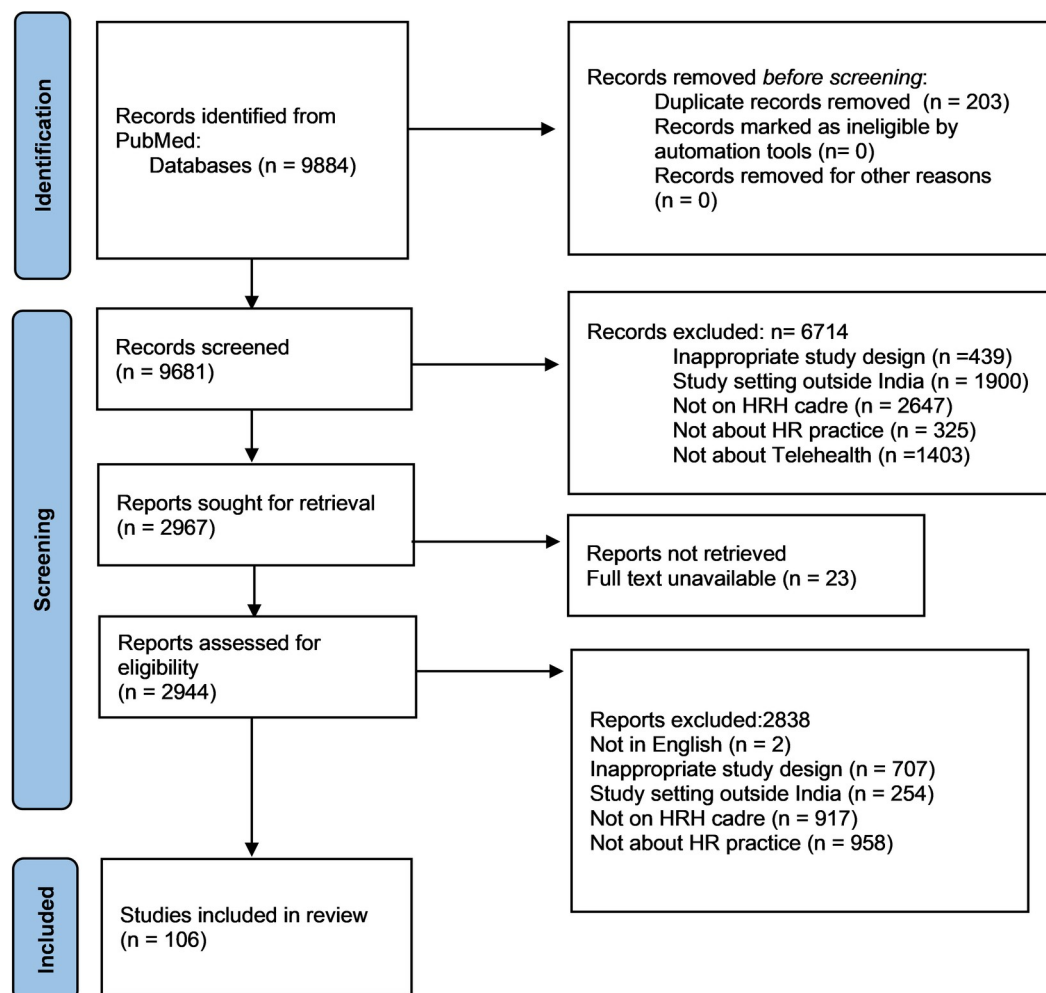 Identification
Records identified from
PubMed:
Databases (n = 9884)
Records removed before screening:
Duplicate records removed  (n = 203)
Records marked as ineligible by
automation tools (n= 0)
Records removed for other reasons
(n = 0)
Screening
Records screened
(n = 9681)
Records excluded: n= 6714
Inappropriate study design (n =439)
Study setting outside India (n = 1900)
Not on HRH cadre (n = 2647)
Not about HR practice (n = 325)
Not about Telehealth (n =1403)
Reports sought for retrieval
(n = 2967)
Reports not retrieved
Full text unavailable (n = 23)
Reports assessed for
eligibility
(n = 2944)
Reports excluded:2838
Not in English (n = 2)
Inappropriate study design (n = 707)
Study setting outside India (n = 254)
Not on HRH cadre (n = 917)
Not about HR practice (n = 958)
Included
Studies included in review
(n = 106)